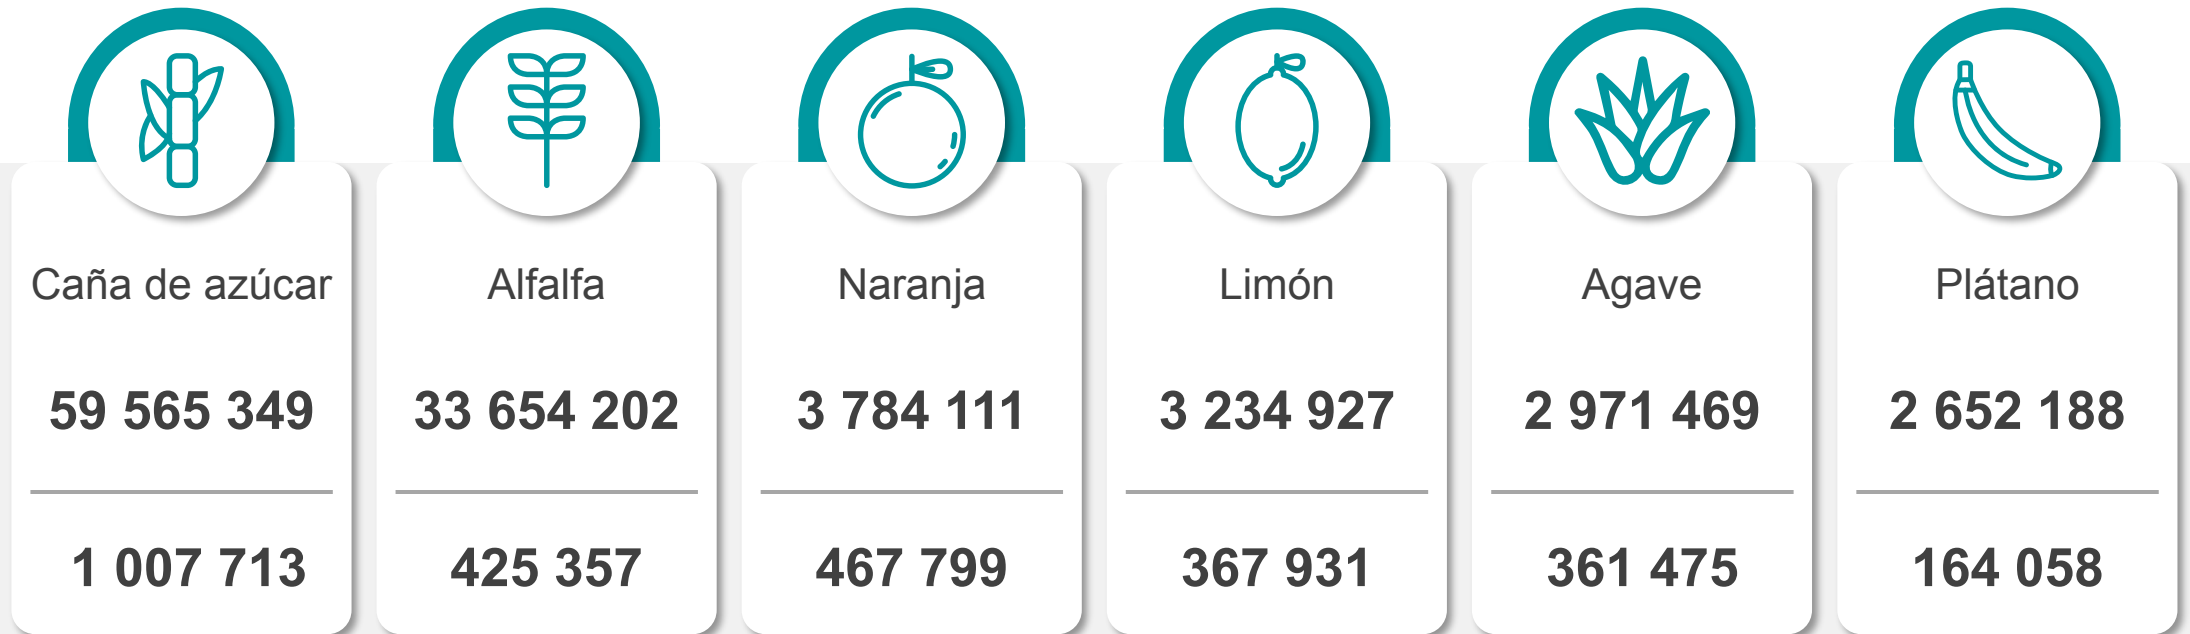 Caña de azúcar
59 565 349
1 007 713
Alfalfa
33 654 202
425 357
Naranja
3 784 111
467 799
Limón
3 234 927
367 931
Agave
2 971 469
361 475
Plátano
2 652 188
164 058